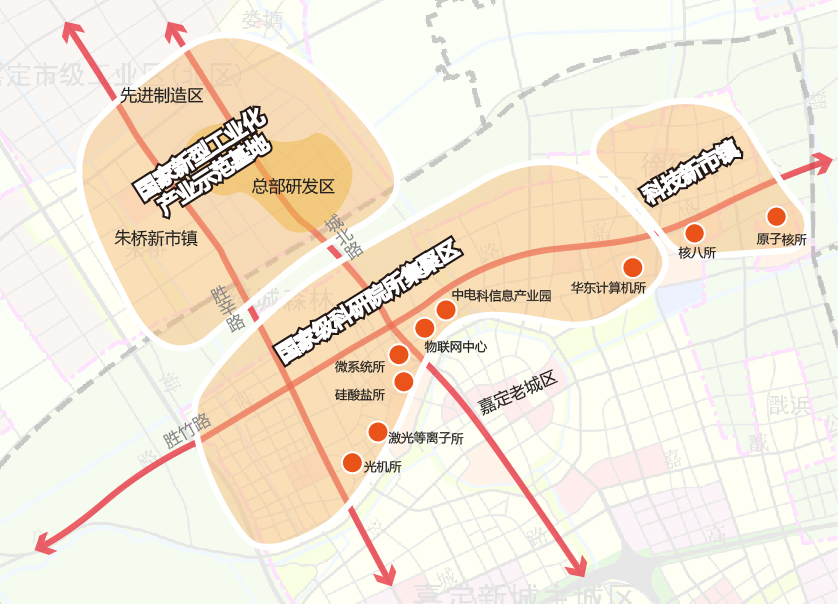 娄塘
嘉定市级工业区(北区)
先进制造区
国家新型工业化
产业示范基地
总部研发区
朱桥新市镇
城北路
胜辛路
胜竹路
科技新市镇
原子核所
核八所
华东计算机所
国家级科研院所集聚区
中电科信息产业园
物联网中心
微系统所
硅酸盐所
激光等离子所
光机所
嘉定老城区
戬浜
嘉定新城主城区